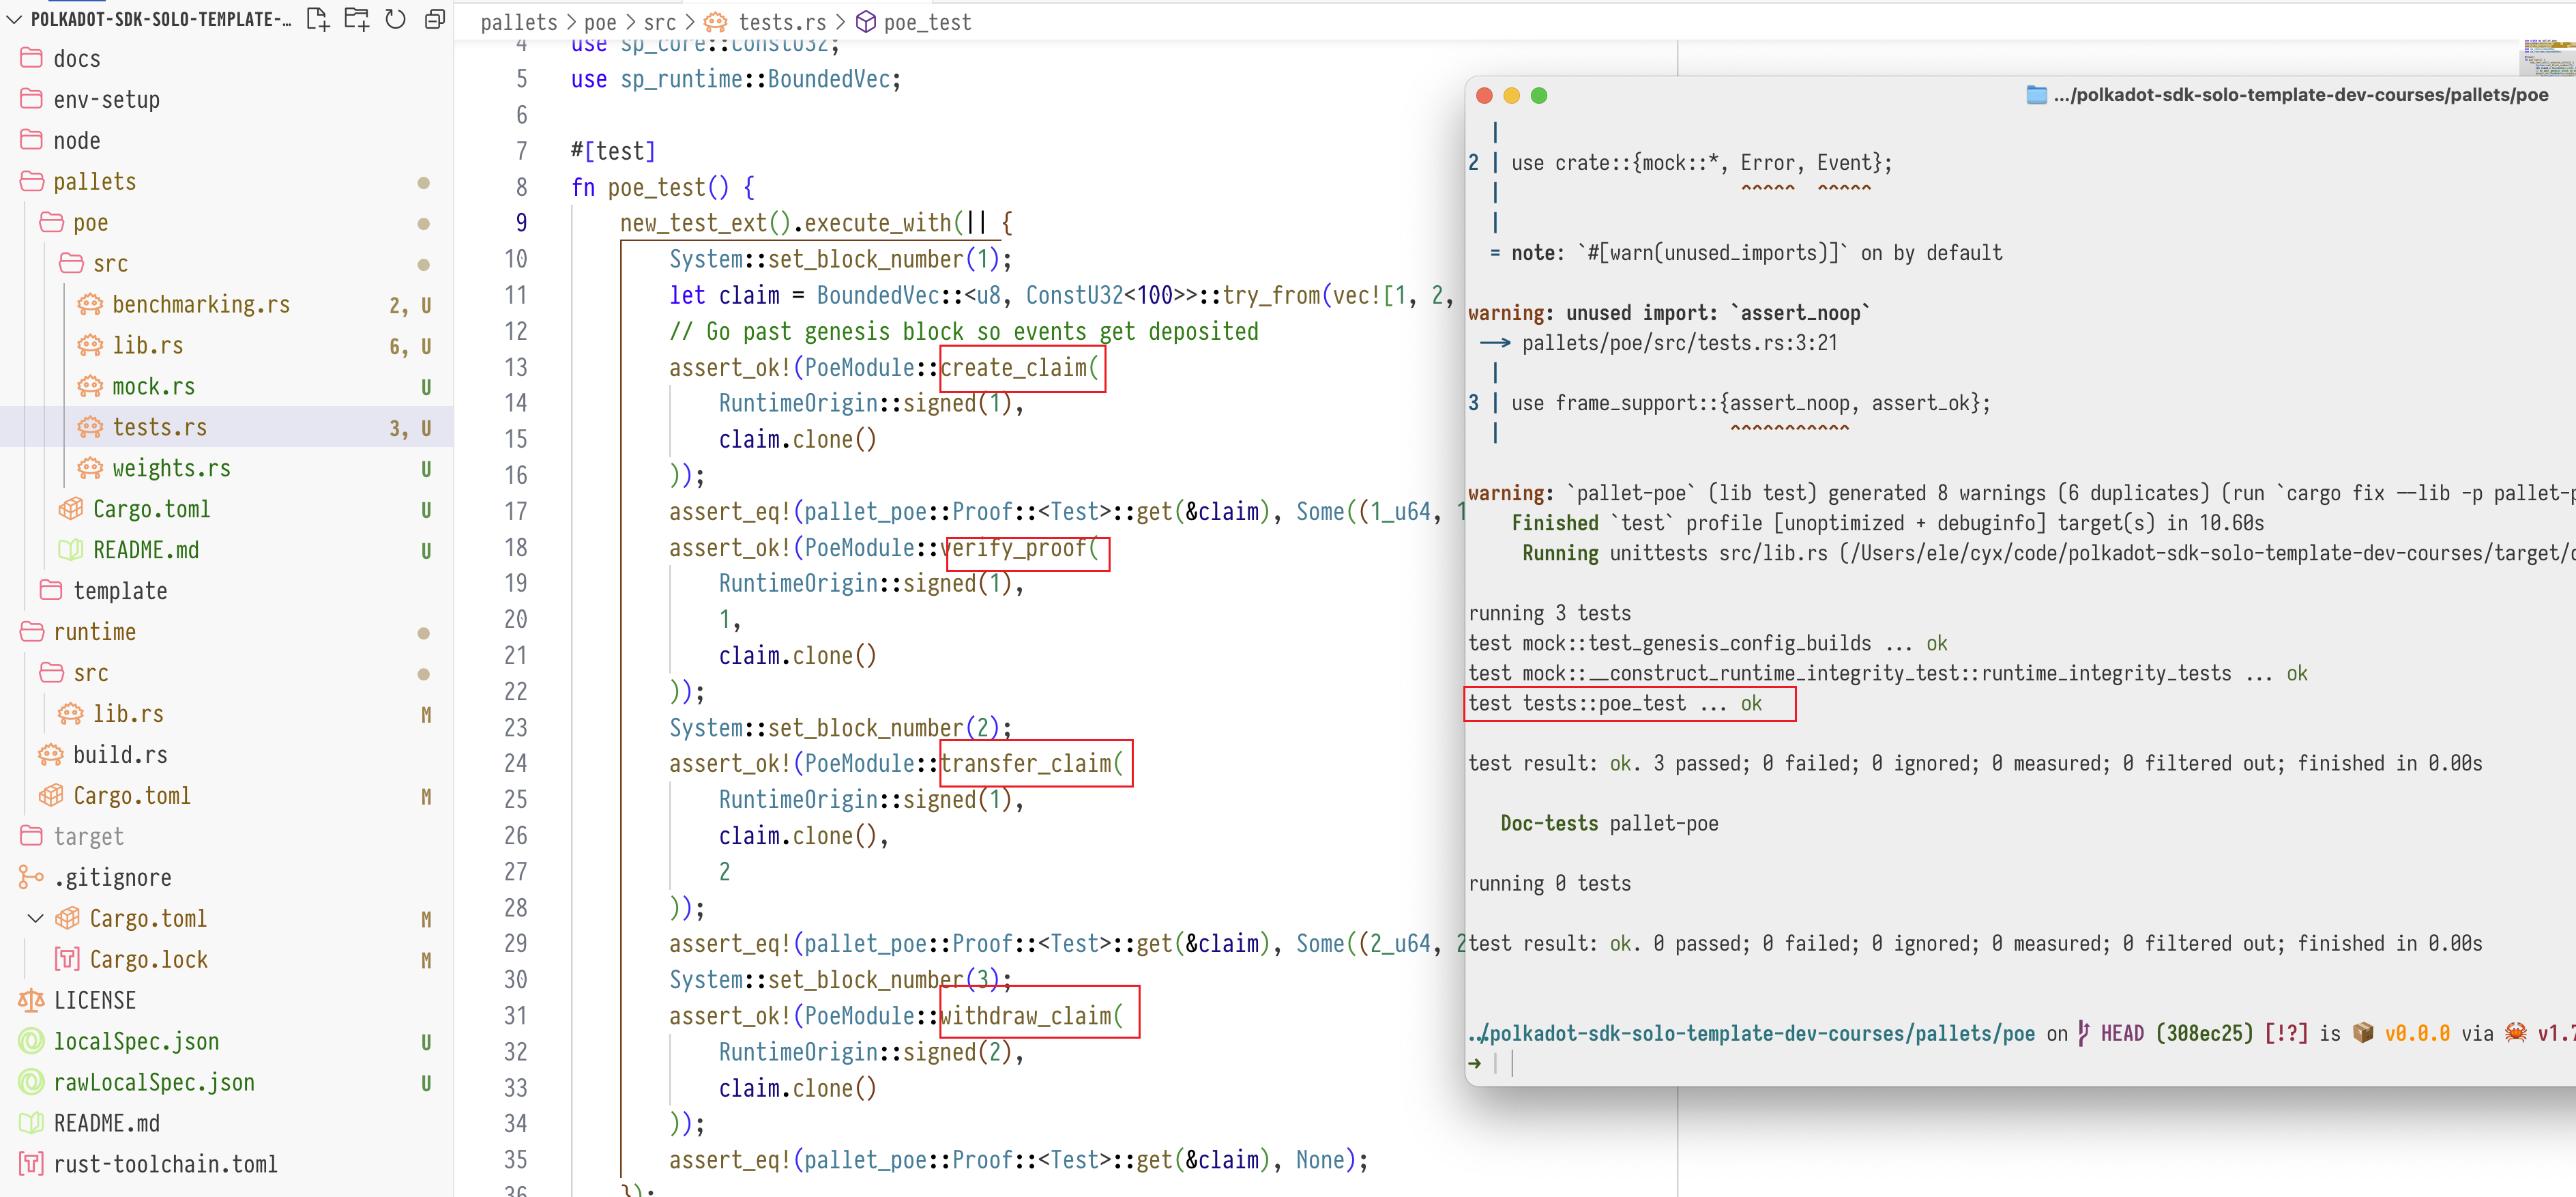 POLKADOT-SDK-SOLO-TEMPLATE-…
docs
env-setup
node
pallets
poe
src
benchmarking.rs 2, U
lib.rs 6, U
mock.rs U
tests.rs 3, U
weights.rs U
Cargo.toml U
README.md U
template
runtime
src
lib.rs M
build.rs
Cargo.toml M
target
.gitignore
Cargo.toml M
Cargo.lock M
LICENSE
localSpec.json U
rawLocalSpec.json U
README.md
rust-toolchain.toml
pallets > poe > src > tests.rs > poe_test
4 use sp_core::ConstU32;
5 use sp_runtime::BoundedVec;
6
7 #[test]
8 fn poe_test() {
9 new_test_ext().execute_with(|| {
10 System::set_block_number(1);
11 let claim = BoundedVec::<u8, ConstU32<100>>::try_from(vec![1, 2,
12 // Go past genesis block so events get deposited
13 assert_ok!(PoeModule::create_claim(
14 RuntimeOrigin::signed(1),
15 claim.clone()
16 ));
17 assert_eq!(pallet_poe::Proof::<Test>::get(&claim), Some((1_u64, 1
18 assert_ok!(PoeModule::verify_proof(
19 RuntimeOrigin::signed(1),
20 1,
21 claim.clone()
22 ));
23 System::set_block_number(2);
24 assert_ok!(PoeModule::transfer_claim(
25 RuntimeOrigin::signed(1),
26 claim.clone(),
27 2
28 ));
29 assert_eq!(pallet_poe::Proof::<Test>::get(&claim), Some((2_u64, 2
30 System::set_block_number(3);
31 assert_ok!(PoeModule::withdraw_claim(
32 RuntimeOrigin::signed(2),
33 claim.clone()
34 ));
35 assert_eq!(pallet_poe::Proof::<Test>::get(&claim), None);
36 });
.../polkadot-sdk-solo-template-dev-courses/pallets/poe
|
2 | use crate::{mock::*, Error, Event};
| ^^^^^ ^^^^^
|
= note: `#[warn(unused_imports)]` on by default
warning: unused import: `assert_noop`
--> pallets/poe/src/tests.rs:3:21
|
3 | use frame_support::{assert_noop, assert_ok};
| ^^^^^^^^^^^
warning: `pallet-poe` (lib test) generated 8 warnings (6 duplicates) (run `cargo fix --lib -p pallet-p
Finished `test` profile [unoptimized + debuginfo] target(s) in 10.60s
Running unittests src/lib.rs (/Users/ele/cyx/code/polkadot-sdk-solo-template-dev-courses/target/d
running 3 tests
test mock::test_genesis_config_builds ... ok
test mock::__construct_runtime_integrity_test::runtime_integrity_tests ... ok
test tests::poe_test ... ok
test result: ok. 3 passed; 0 failed; 0 ignored; 0 measured; 0 filtered out; finished in 0.00s
Doc-tests pallet-poe
running 0 tests
test result: ok. 0 passed; 0 failed; 0 ignored; 0 measured; 0 filtered out; finished in 0.00s
../polkadot-sdk-solo-template-dev-courses/pallets/poe on HEAD (308ec25) [!?] is 📦 v0.0.0 via 🦀 v1.7
➜